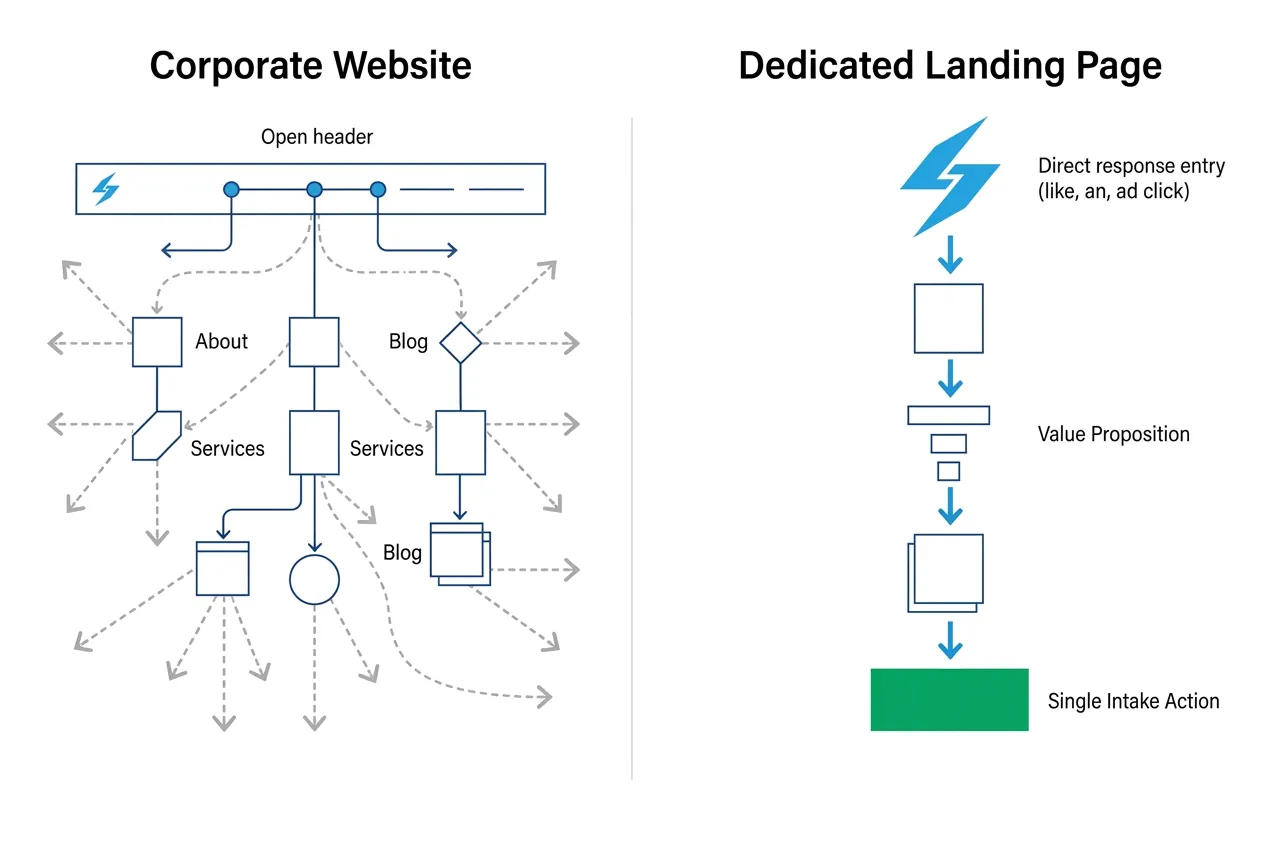 Corporate Website
Open header
About
Blog
Services
Services
Blog
Dedicated Landing Page
Direct response entry
(like, an, ad click)
Value Proposition
Single Intake Action